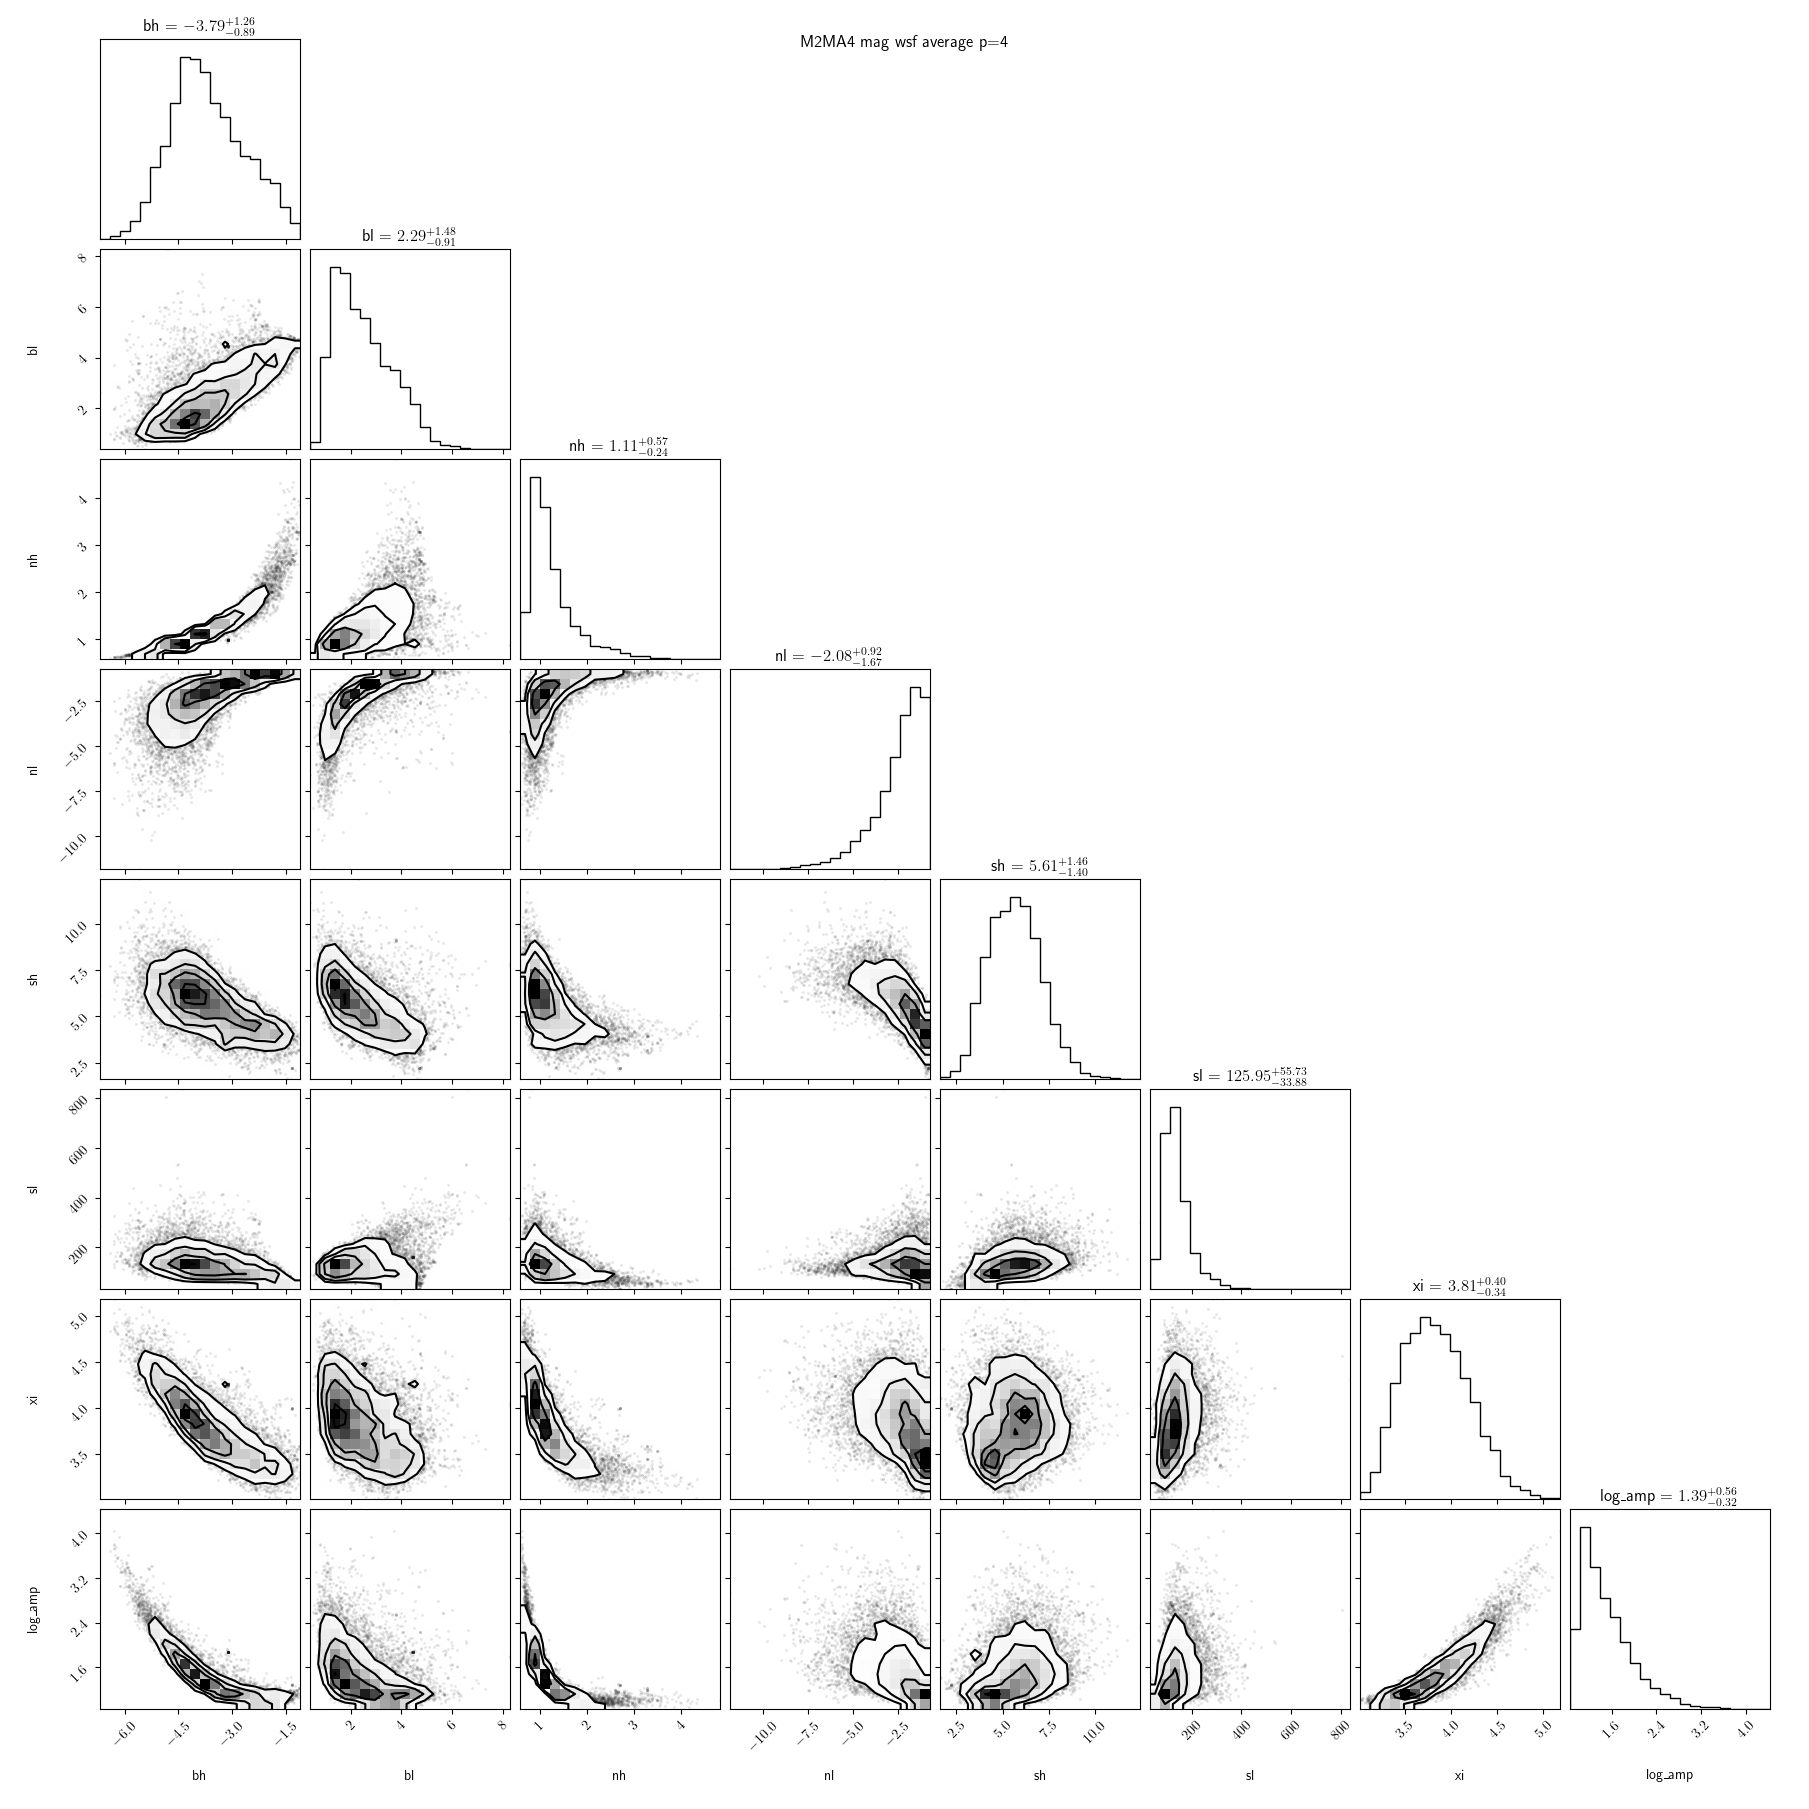 M2MA4 mag wsf average p=4
bh = −3.79 +1.26 −0.89
bl = 2.29 +1.48 −0.91
8
6
4
2
bl
nh = 1.11 +0.57 −0.24
4
3
2
1
nh
nl = −2.08 +0.92 −1.67
−2.5
−5.0
−7.5
−10.0
nl
sh = 5.61 +1.46 −1.40
10.0
7.5
5.0
2.5
sh
sl = 125.95 +55.73 −33.88
800
600
400
200
sl
xi = 3.81 +0.40 −0.34
5.0
4.5
4.0
3.5
xi
log_amp = 1.39 +0.56 −0.32
4.0
3.2
2.4
1.6
log_amp
−6.0 −4.5 −3.0 −1.5 2 4 6 8 1 2 3 4 −10.0 −7.5 −5.0 −2.5 2.5 5.0 7.5 10.0 200 400 600 800 3.5 4.0 4.5 5.0 1.6 2.4 3.2 4.0
bh bl nh nl sh sl xi log_amp